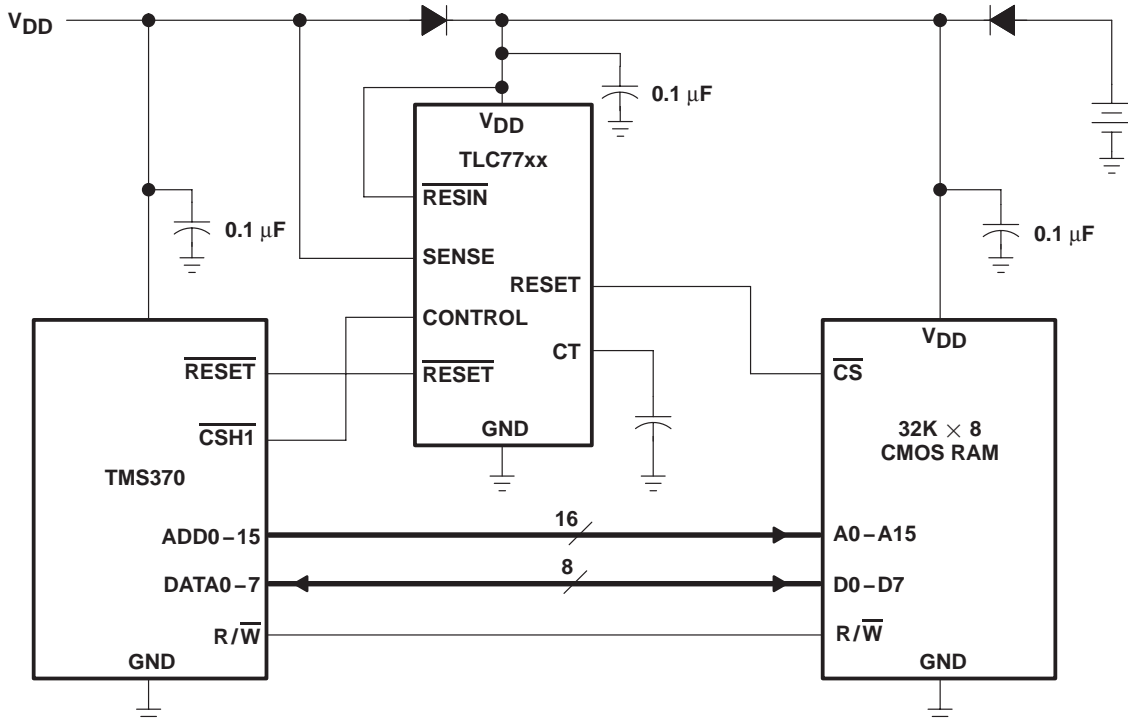 VDD
0.1 μF
VDD
TLC77xx
RESIN
0.1 μF
SENSE
0.1 μF
RESET
CONTROL
VDD
CT
RESET
RESET
CS
CSH1
GND
32K × 8
CMOS RAM
TMS370
16
ADD0–15
A0–A15
8
DATA0–7
D0–D7
R/W
R/W
GND
GND